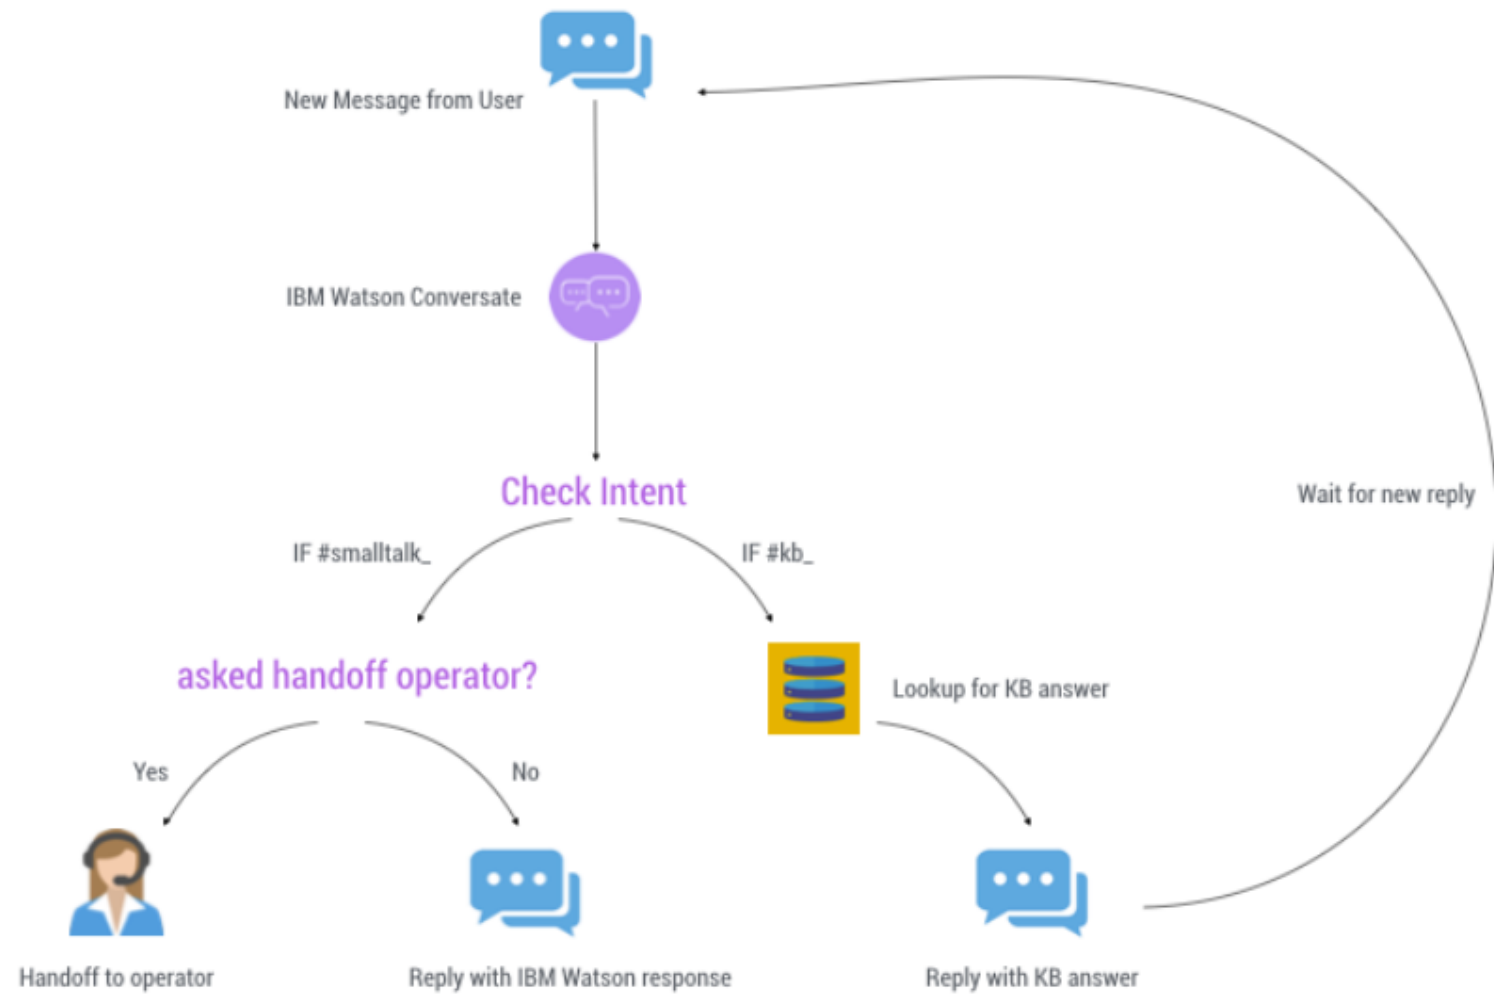 New Message from User
IBM Watson Conversate
Check Intent
Wait for new reply
IF #smalltalk_
IF #kb_
asked handoff operator?
Lookup for KB answer
Yes
No
Handoff to operator
Reply with IBM Watson response
Reply with KB answer